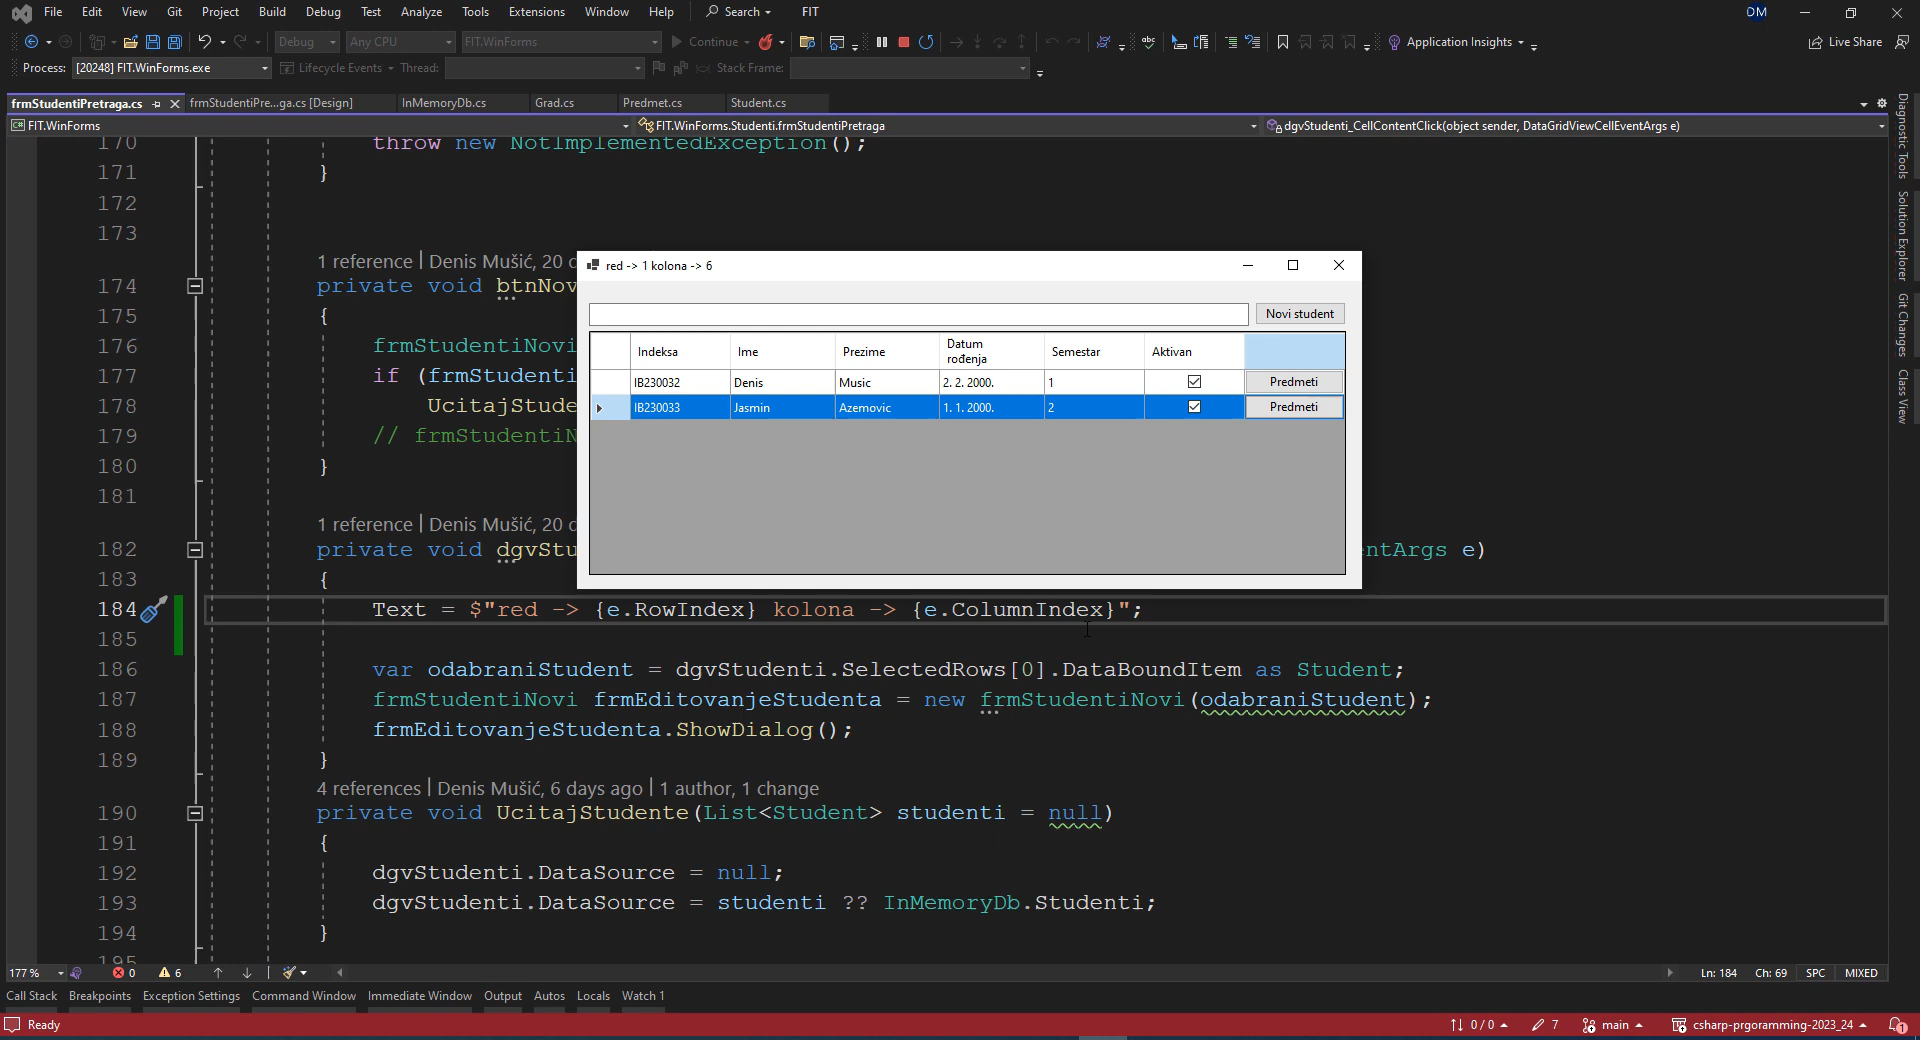 File Edit View Git Project Build Debug Test Analyze Tools Extensions Window Help Search FIT DM
Debug Any CPU FIT.WinForms Continue Application Insights Live Share
Process: [20248] FIT.WinForms.exe Lifecycle Events Thread: Stack Frame:
frmStudentiPretraga.cs frmStudentiPre...ga.cs [Design] InMemoryDb.cs Grad.cs Predmet.cs Student.cs
FIT.WinForms FIT.WinForms.Studenti.frmStudentiPretraga dgvStudenti_CellContentClick(object sender, DataGridViewCellEventArgs e)
170 throw new NotImplementedException();
171 }
172
173
1 reference | Denis Mušić, 20 d
174 private void btnNov
175 {
176 frmStudentiNovi
177 if (frmStudenti
178 UcitajStude
179 // frmStudentiN
180 }
181
1 reference | Denis Mušić, 20 d
182 private void dgvStu ntArgs e)
183 {
184 Text = $"red -> {e.RowIndex} kolona -> {e.ColumnIndex}";
185
186 var odabraniStudent = dgvStudenti.SelectedRows[0].DataBoundItem as Student;
187 frmStudentiNovi frmEditovanjeStudenta = new frmStudentiNovi(odabraniStudent);
188 frmEditovanjeStudenta.ShowDialog();
189 }
4 references | Denis Mušić, 6 days ago | 1 author, 1 change
190 private void UcitajStudente(List<Student> studenti = null)
191 {
192 dgvStudenti.DataSource = null;
193 dgvStudenti.DataSource = studenti ?? InMemoryDb.Studenti;
194 }
195
red -> 1 kolona -> 6
Novi student
Indeksa Ime Prezime Datum rođenja Semestar Aktivan
IB230032 Denis Music 2. 2. 2000. 1 Predmeti
IB230033 Jasmin Azemovic 1. 1. 2000. 2 Predmeti
Diagnostic Tools
Solution Explorer
Git Changes
Class View
177 % 0 6 Ln: 184 Ch: 69 SPC MIXED
Call Stack Breakpoints Exception Settings Command Window Immediate Window Output Autos Locals Watch 1
Ready 0 / 0 7 main csharp-prgoramming-2023_24 1